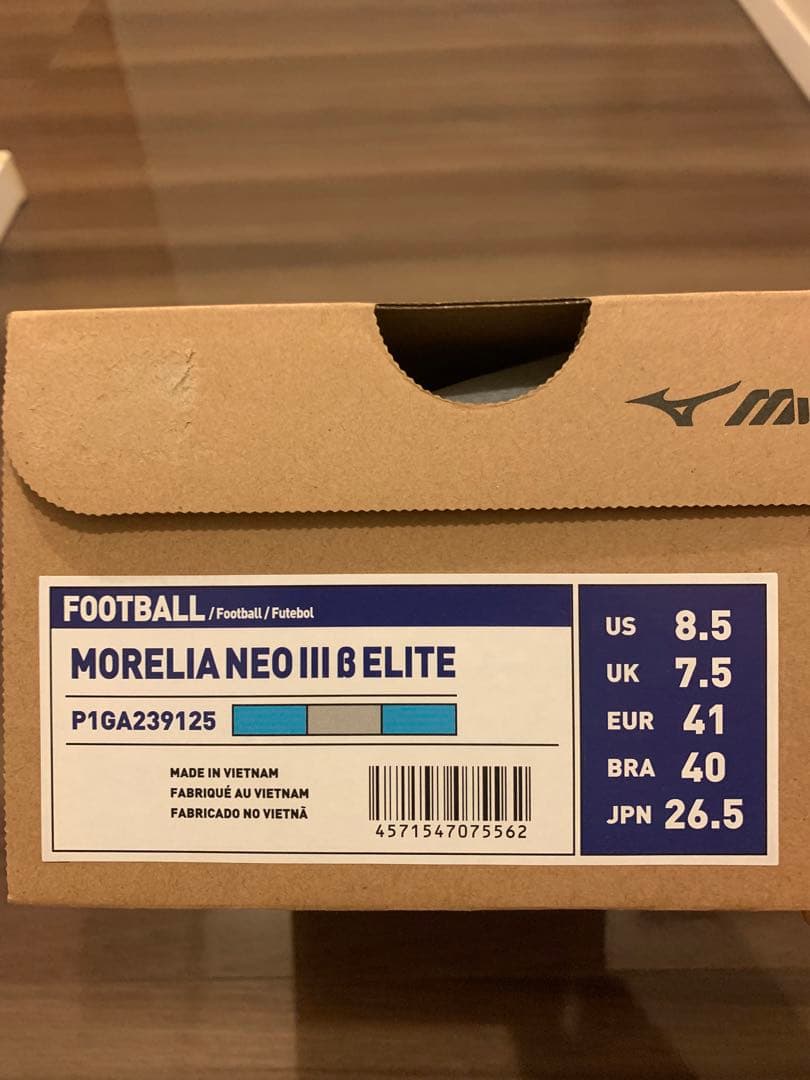 FOOTBALL / Football / Futebol
MORELIA NEO III β ELITE
P1GA239125
MADE IN VIETNAM
FABRIQUÉ AU VIETNAM
FABRICADO NO VIETNÃ
4571547075562
US 8.5
UK 7.5
EUR 41
BRA 40
JPN 26.5